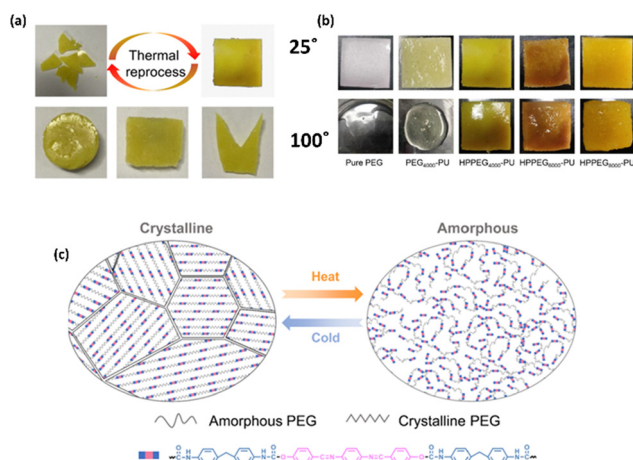 (a)
Thermal
reprocess
(b)
25°
100°
Pure PEG
PEG4000-PU
HPPEG4000-PU
HPPEG6000-PU
HPPEG8000-PU
(c)
Crystalline
Amorphous
Heat
Cold
Amorphous PEG
Crystalline PEG